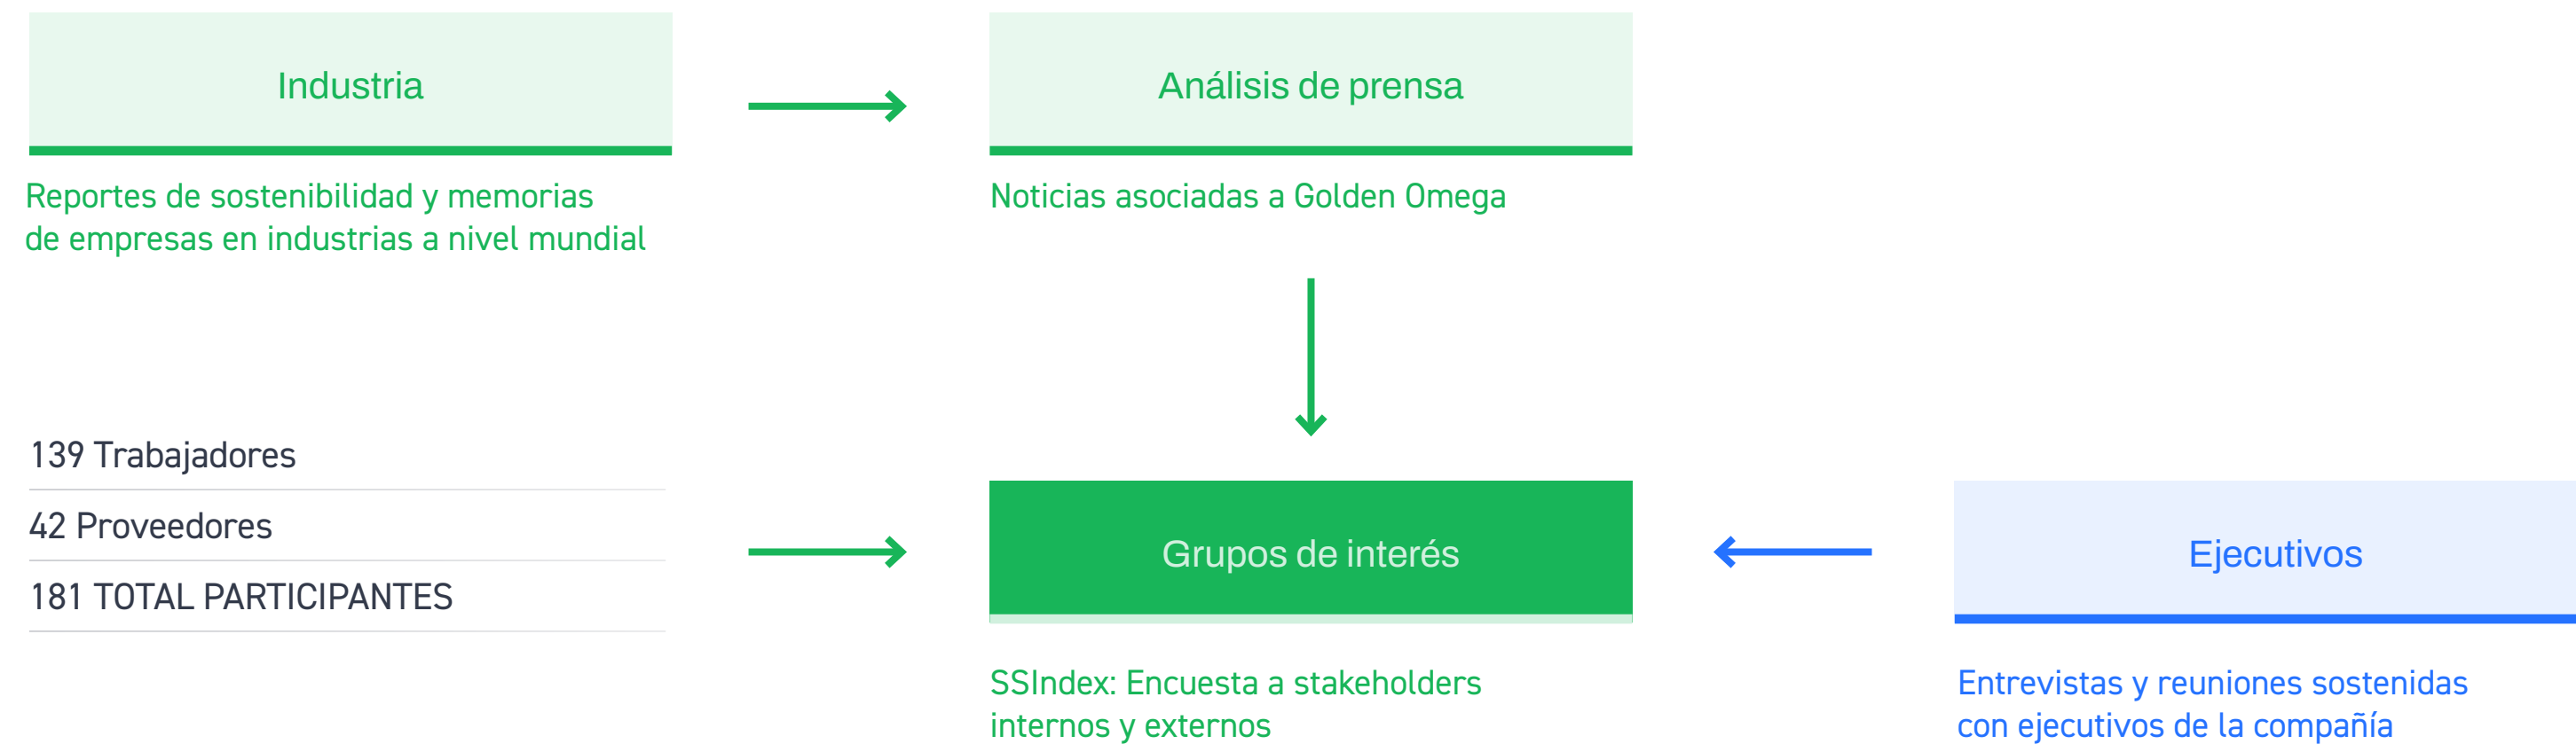 Industria
Reportes de sostenibilidad y memorias
de empresas en industrias a nivel mundial
Análisis de prensa
Noticias asociadas a Golden Omega
139 Trabajadores
42 Proveedores
181 TOTAL PARTICIPANTES
Grupos de interés
SSIndex: Encuesta a stakeholders
internos y externos
Ejecutivos
Entrevistas y reuniones sostenidas
con ejecutivos de la compañía